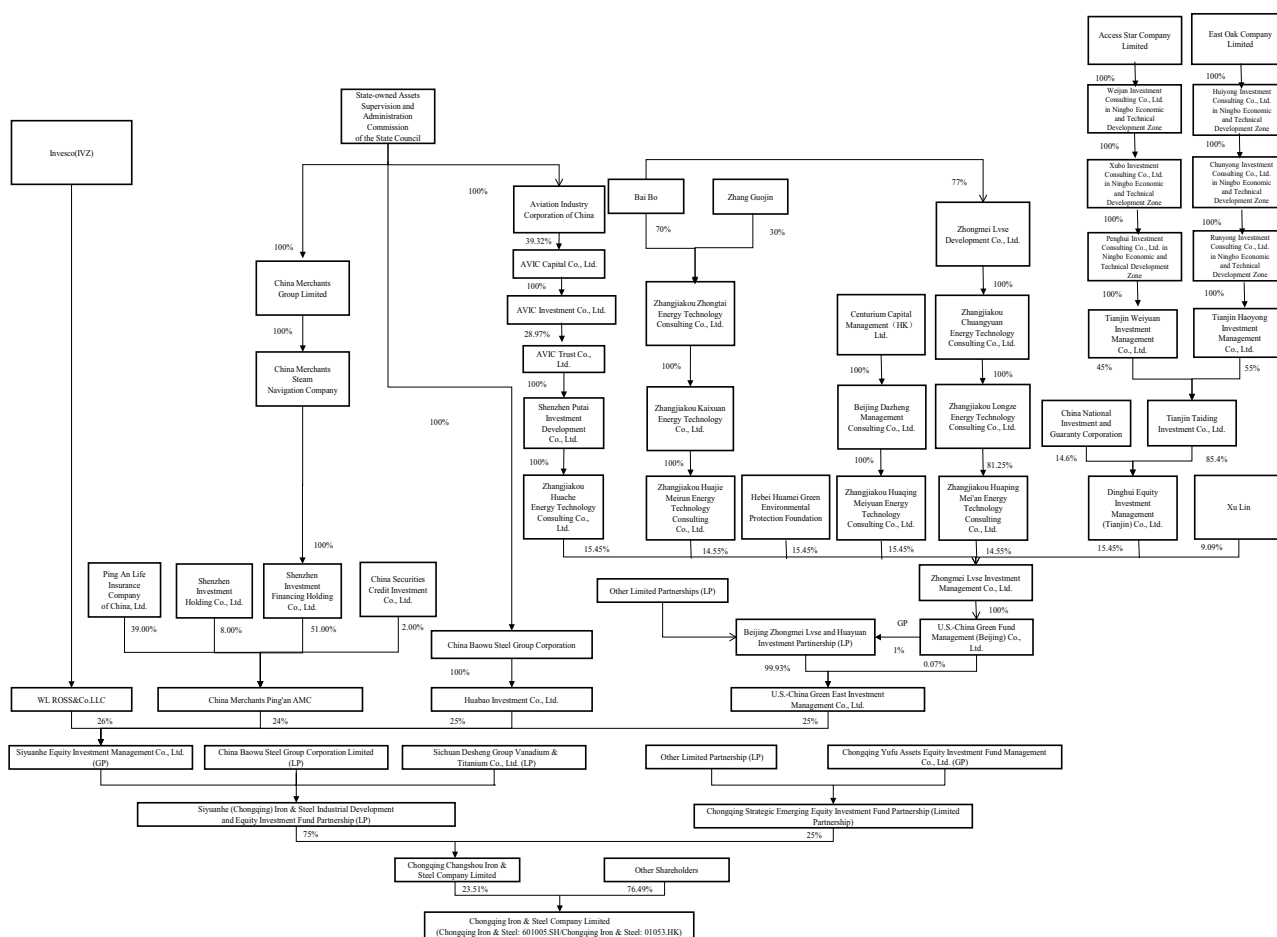 Access Star Company
Limited
East Oak Company
Limited
100%
100%
State-owned Assets
Supervision and
Administration
Commission
of the State Council
Weijun Investment
Consulting Co., Ltd.
in Ningbo Economic
and Technical
Development Zone
Huiyong Investment
Consulting Co., Ltd.
in Ningbo Economic
and Technical
Development Zone
Invesco(IVZ)
100%
100%
100%
77%
Xubo Investment
Consulting Co., Ltd.
in Ningbo Economic
and Technical
Development Zone
Chunyong Investment
Consulting Co., Ltd.
in Ningbo Economic
and Technical
Development Zone
Aviation Industry
Corporation of China
Bai Bo
Zhang Guojin
Zhongmei Lvse
Development Co., Ltd.
100%
100%
39.32%
70%
30%
100%
Penghui Investment
Consulting Co., Ltd. in
Ningbo Economic and
Technical Development
Zone
Runyong Investment
Consulting Co., Ltd.
in Ningbo Economic
and Technical
Development Zone
China Merchants
Group Limited
AVIC Capital Co., Ltd.
100%
100%
100%
100%
AVIC Investment Co., Ltd.
Zhangjiakou Zhongtai
Energy Technology
Consulting Co., Ltd.
Centurium Capital
Management（HK）
Ltd.
Zhangjiakou
Chuangyuan
Energy Technology
Consulting Co., Ltd.
Tianjin Weiyuan
Investment
Management
Co., Ltd.
Tianjin Haoyong
Investment
Management
Co., Ltd.
100%
28.97%
China Merchants
Steam
Navigation Company
AVIC Trust Co.,
Ltd.
100%
100%
100%
100%
45%
55%
100%
Shenzhen Putai
Investment
Development
Co., Ltd.
Zhangjiakou Kaixuan
Energy Technology
Co., Ltd.
Beijing Dazheng
Management
Consulting Co., Ltd.
Zhangjiakou Longze
Energy Technology
Consulting Co., Ltd.
China National
Investment and
Guaranty Corporation
Tianjin Taiding
Investment Co., Ltd.
100%
100%
100%
81.25%
14.6%
85.4%
Zhangjiakou
Huache
Energy Technology
Consulting Co.,
Ltd.
Zhangjiakou Huajie
Meirun Energy
Technology
Consulting
Co., Ltd.
Hebei Huamei Green
Environmental
Protection Foundation
Zhangjiakou Huaqing
Meiyuan Energy
Technology
Consulting Co., Ltd.
Zhangjiakou Huaping
Mei'an Energy
Technology
Consulting
Co., Ltd.
Dinghui Equity
Investment
Management
(Tianjin) Co., Ltd.
Xu Lin
100%
15.45%
14.55%
15.45%
15.45%
14.55%
15.45%
9.09%
Ping An Life
Insurance
Company
of China, Ltd.
Shenzhen
Investment
Holding Co., Ltd.
Shenzhen
Investment
Financing Holding
Co., Ltd.
China Securities
Credit Investment
Co., Ltd.
Zhongmei Lvse Investment
Management Co., Ltd.
Other Limited Partnerships (LP)
100%
39.00%
8.00%
51.00%
2.00%
GP
China Baowu Steel Group Corporation
Beijing Zhongmei Lvse and Huayuan
Investment Partnership (LP)
1%
U.S.-China Green Fund
Management (Beijing) Co.,
Ltd.
100%
99.93%
0.07%
WL ROSS&Co.LLC
China Merchants Ping'an AMC
Huabao Investment Co., Ltd.
U.S.-China Green East Investment
Management Co., Ltd.
26%
24%
25%
25%
Siyuanhe Equity Investment Management Co., Ltd.
(GP)
China Baowu Steel Group Corporation Limited
(LP)
Sichuan Desheng Group Vanadium &
Titanium Co., Ltd. (LP)
Other Limited Partnership (LP)
Chongqing Yufu Assets Equity Investment Fund Management
Co., Ltd. (GP)
Siyuanhe (Chongqing) Iron & Steel Industrial Development
and Equity Investment Fund Partnership (LP)
Chongqing Strategic Emerging Equity Investment Fund Partnership (Limited
Partnership)
75%
25%
Chongqing Changshou Iron &
Steel Company Limited
Other Shareholders
23.51%
76.49%
Chongqing Iron & Steel Company Limited
(Chongqing Iron & Steel: 601005.SH/Chongqing Iron & Steel: 01053.HK)